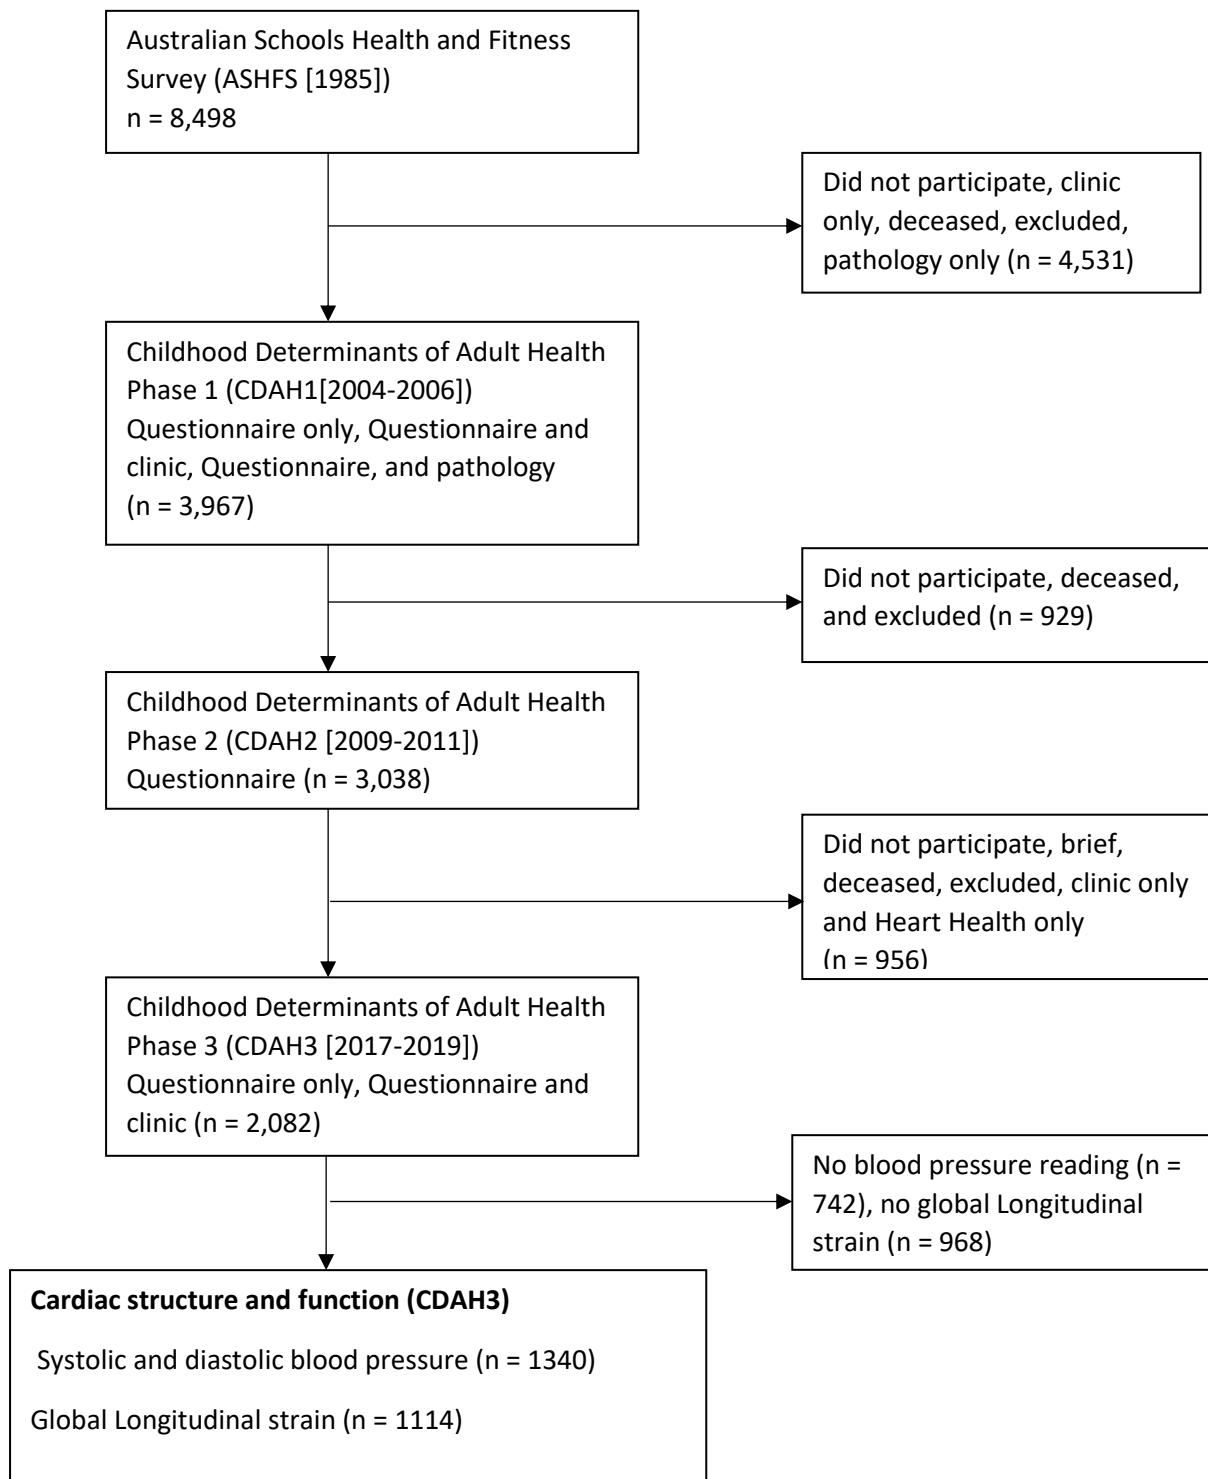 Australian Schools Health and Fitness
Survey (ASHFS [1985])
n = 8,498
Did not participate, clinic
only, deceased, excluded,
pathology only (n = 4,531)
Childhood Determinants of Adult Health
Phase 1 (CDAH1[2004-2006])
Questionnaire only, Questionnaire and
clinic, Questionnaire, and pathology
(n = 3,967)
Did not participate, deceased,
and excluded (n = 929)
Childhood Determinants of Adult Health
Phase 2 (CDAH2 [2009-2011])
Questionnaire (n = 3,038)
Did not participate, brief,
deceased, excluded, clinic only
and Heart Health only
(n = 956)
Childhood Determinants of Adult Health
Phase 3 (CDAH3 [2017-2019])
Questionnaire only, Questionnaire and
clinic (n = 2,082)
No blood pressure reading (n =
742), no global Longitudinal
strain (n = 968)
Cardiac structure and function (CDAH3)
Systolic and diastolic blood pressure (n = 1340)
Global Longitudinal strain (n = 1114)